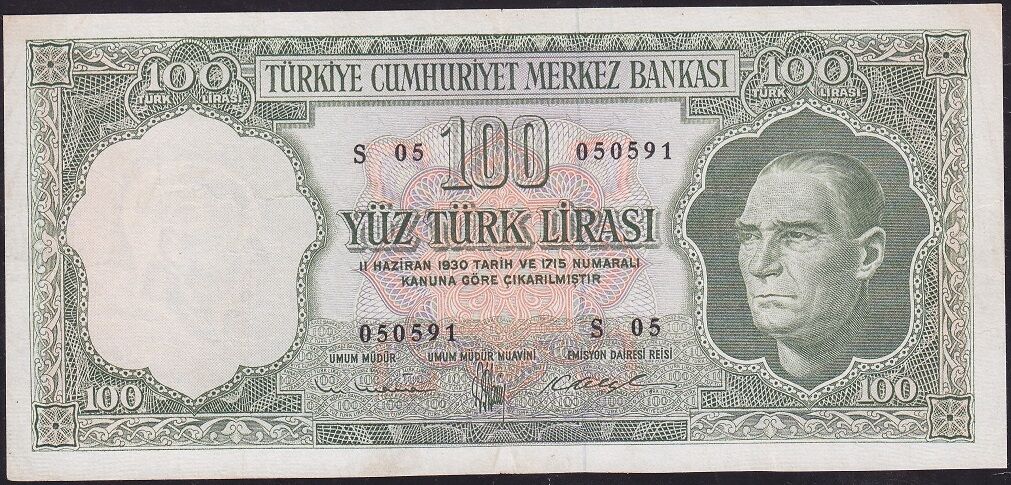 100
TÜRK LİRASI
TÜRKİYE CUMHURİYET MERKEZ BANKASI
100
TÜRK LİRASI
S 05
100
050591
YÜZ TÜRK LİRASI
11 HAZİRAN 1930 TARİH VE 1715 NUMARALI
KANUNA GÖRE ÇIKARILMIŞTIR
050591
S 05
UMUM MÜDÜR
UMUM MÜDÜR MUAVİNİ
EMİSYON DAİRESİ REİSİ
100
100